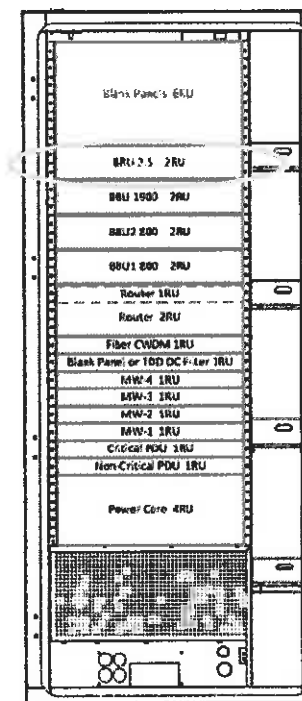 Blank Panels 6RU
BBU 2.5 2RU
BBU 1900 2RU
BBU2 800 2RU
BBU1 800 2RU
Router 1RU
Router 2RU
Fiber CWDM 1RU
Blank Panel or TDD DC Filter 1RU
MW-4 1RU
MW-3 1RU
MW-2 1RU
MW-1 1RU
Critical PDU 1RU
Non-Critical PDU 1RU
Power Core 4RU